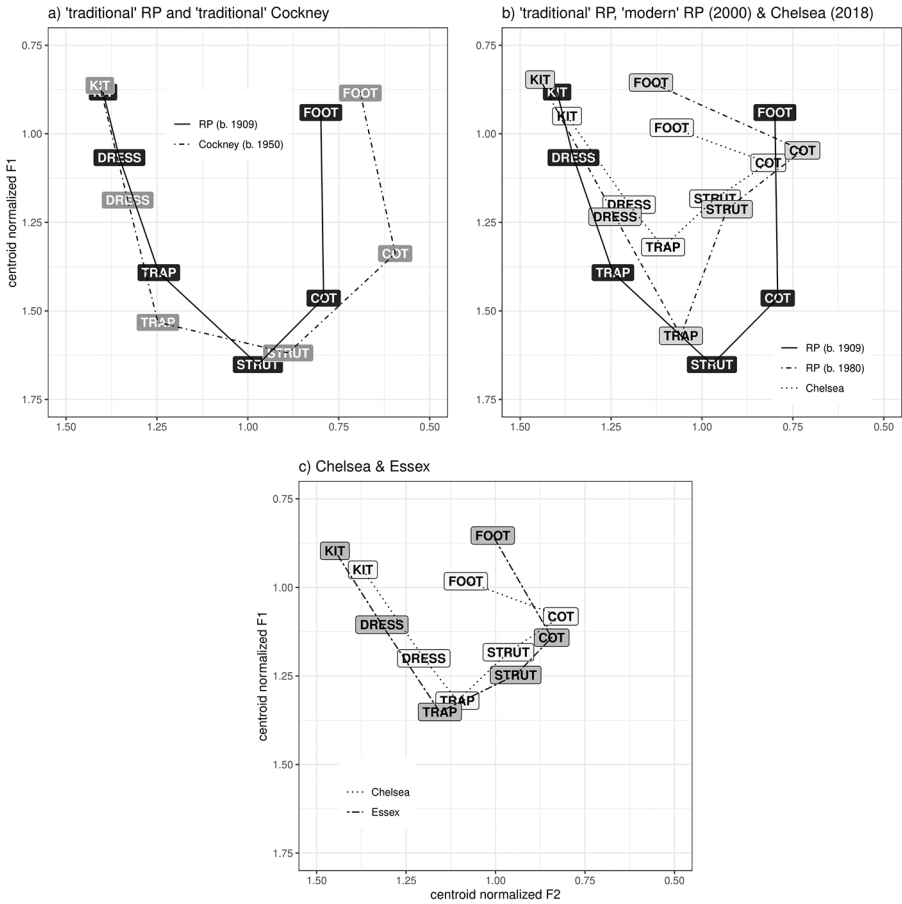 a) 'traditional' RP and 'traditional' Cockney
centroid normalized F1
0.75
1.00
1.25
1.50
1.75
1.50
1.25
1.00
0.75
0.50
KIT
KIT
FOOT
FOOT
DRESS
DRESS
TRAP
TRAP
COT
COT
STRUT
STRUT
RP (b. 1909)
Cockney (b. 1950)
b) 'traditional' RP, 'modern' RP (2000) & Chelsea (2018)
0.75
1.00
1.25
1.50
1.75
1.50
1.25
1.00
0.75
0.50
KIT
KIT
KIT
FOOT
FOOT
FOOT
DRESS
DRESS
DRESS
COT
COT
COT
STRUT
STRUT
STRUT
TRAP
TRAP
TRAP
RP (b. 1909)
RP (b. 1980)
Chelsea
c) Chelsea & Essex
centroid normalized F1
0.75
1.00
1.25
1.50
1.75
1.50
1.25
1.00
0.75
0.50
centroid normalized F2
KIT
KIT
FOOT
FOOT
DRESS
DRESS
COT
COT
STRUT
STRUT
TRAP
TRAP
Chelsea
Essex